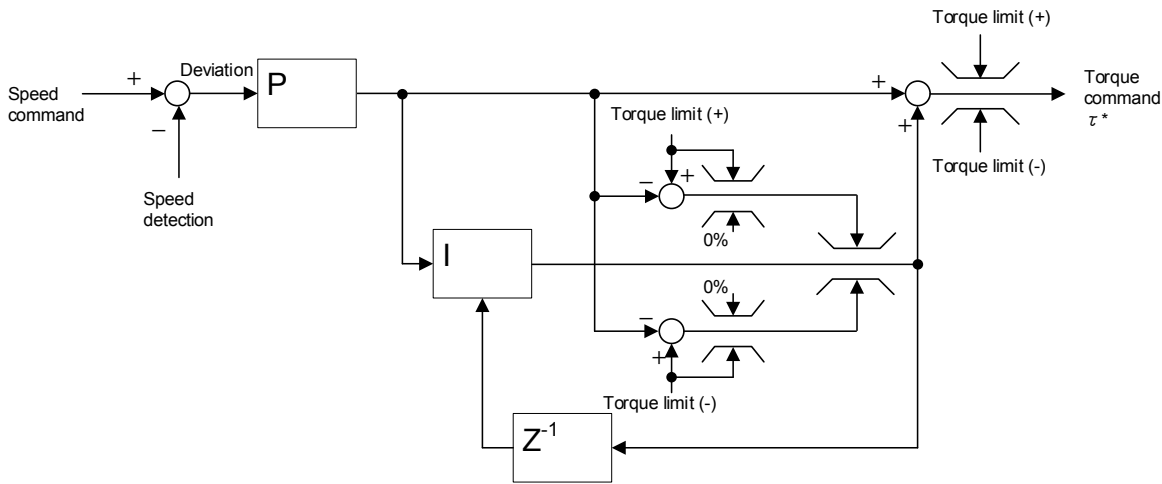 Torque limit (+)
Deviation
+
P
+
Torque
command
τ *
Speed
command
−
+
Torque limit (+)
Torque limit (-)
− +
Speed
detection
0%
I
0%
−
+
Torque limit (-)
Z-1